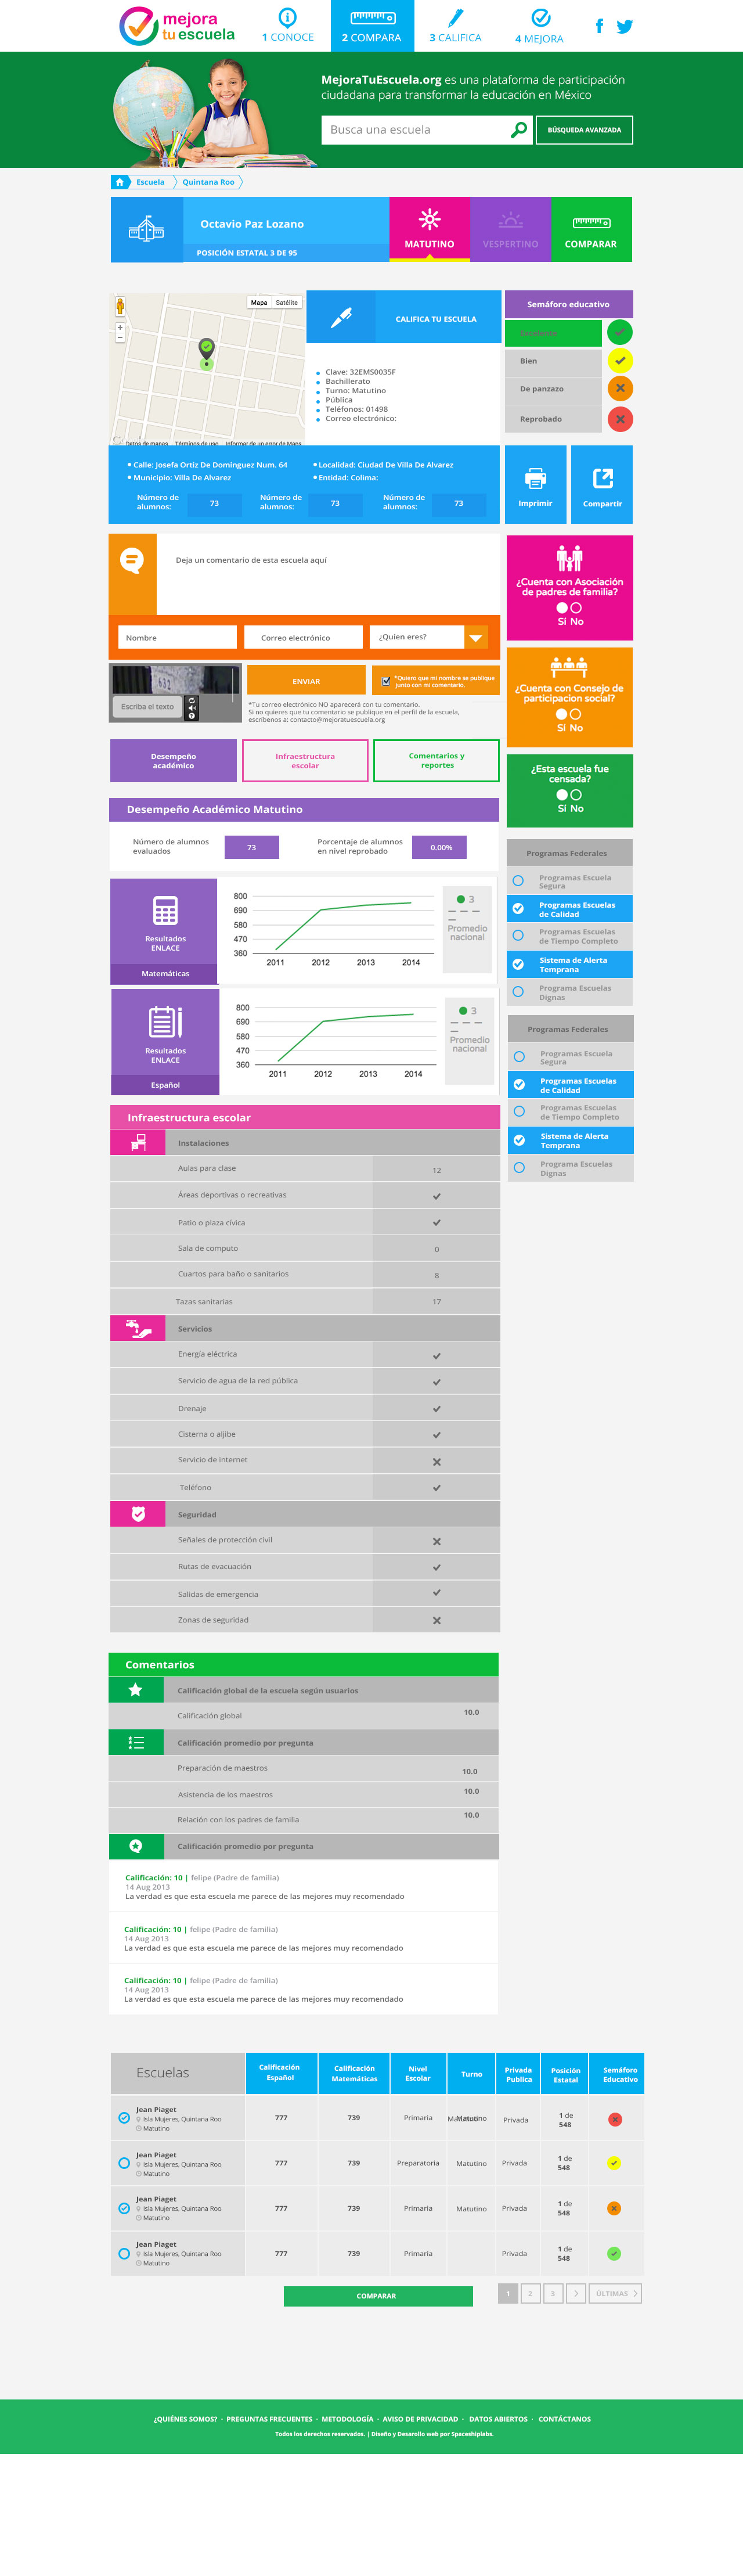 mejora
tu escuela
1 CONOCE
2 COMPARA
3 CALIFICA
4 MEJORA
MejoraTuEscuela.org es una plataforma de participación
ciudadana para transformar la educación en México
Busca una escuela
BÚSQUEDA AVANZADA
Escuela
Quintana Roo
Octavio Paz Lozano
POSICIÓN ESTATAL 3 DE 95
MATUTINO
VESPERTINO
COMPARAR
Mapa
Satélite
Datos de mapas
Términos de uso
Informar de un error de Maps
CALIFICA TU ESCUELA
Clave: 32EMS0035F
Bachillerato
Turno: Matutino
Pública
Teléfonos: 01498
Correo electrónico:
Semáforo educativo
Excelente
Bien
De panzazo
Reprobado
Calle: Josefa Ortiz De Dominguez Num. 64
Localidad: Ciudad De Villa De Alvarez
Municipio: Villa De Alvarez
Entidad: Colima:
Número de
alumnos:
73
Número de
alumnos:
73
Número de
alumnos:
73
Imprimir
Compartir
Deja un comentario de esta escuela aquí
Nombre
Correo electrónico
¿Quien eres?
Escriba el texto
ENVIAR
*Quiero que mi nombre se publique
junto con mi comentario.
*Tu correo electrónico NO aparecerá con tu comentario.
Si no quieres que tu comentario se publique en el perfil de la escuela,
escríbenos a: contacto@mejoratuescuela.org
¿Cuenta con Asociación
de padres de familia?
SI No
¿Cuenta con Consejo de
participacion social?
SI No
¿Esta escuela fue
censada?
SI No
Desempeño
académico
Infraestructura
escolar
Comentarios y
reportes
Desempeño Académico Matutino
Número de alumnos
evaluados
73
Porcentaje de alumnos
en nivel reprobado
0.00%
Resultados
ENLACE
Matemáticas
800
690
580
470
360
2011
2012
2013
2014
3
Promedio
nacional
Resultados
ENLACE
Español
800
690
580
470
360
2011
2012
2013
2014
3
Promedio
nacional
Programas Federales
Programas Escuela
Segura
Programas Escuelas
de Calidad
Programas Escuelas
de Tiempo Completo
Sistema de Alerta
Temprana
Programa Escuelas
Dignas
Programas Federales
Programas Escuela
Segura
Programas Escuelas
de Calidad
Programas Escuelas
de Tiempo Completo
Sistema de Alerta
Temprana
Programa Escuelas
Dignas
Infraestructura escolar
Instalaciones
Aulas para clase
12
Áreas deportivas o recreativas
Patio o plaza cívica
Sala de computo
0
Cuartos para baño o sanitarios
8
Tazas sanitarias
17
Servicios
Energía eléctrica
Servicio de agua de la red pública
Drenaje
Cisterna o aljibe
Servicio de internet
Teléfono
Seguridad
Señales de protección civil
Rutas de evacuación
Salidas de emergencia
Zonas de seguridad
Comentarios
Calificación global de la escuela según usuarios
Calificación global
10.0
Calificación promedio por pregunta
Preparación de maestros
10.0
Asistencia de los maestros
10.0
Relación con los padres de familia
10.0
Calificación promedio por pregunta
Calificación: 10 | felipe (Padre de familia)
14 Aug 2013
La verdad es que esta escuela me parece de las mejores muy recomendado
Calificación: 10 | felipe (Padre de familia)
14 Aug 2013
La verdad es que esta escuela me parece de las mejores muy recomendado
Calificación: 10 | felipe (Padre de familia)
14 Aug 2013
La verdad es que esta escuela me parece de las mejores muy recomendado
Escuelas
Calificación
Español
Calificación
Matemáticas
Nivel
Escolar
Turno
Privada
Publica
Posición
Estatal
Semáforo
Educativo
Jean Piaget
Isla Mujeres, Quintana Roo
Matutino
777
739
Primaria
Matutino
Privada
1 de
548
Jean Piaget
Isla Mujeres, Quintana Roo
Matutino
777
739
Preparatoria
Matutino
Privada
1 de
548
Jean Piaget
Isla Mujeres, Quintana Roo
Matutino
777
739
Primaria
Matutino
Privada
1 de
548
Jean Piaget
Isla Mujeres, Quintana Roo
Matutino
777
739
Primaria
Privada
1 de
548
COMPARAR
1
2
3
ÚLTIMAS
¿QUIÉNES SOMOS? · PREGUNTAS FRECUENTES · METODOLOGÍA · AVISO DE PRIVACIDAD · DATOS ABIERTOS · CONTÁCTANOS
Todos los derechos reservados. | Diseño y Desarollo web por Spaceshiplabs.